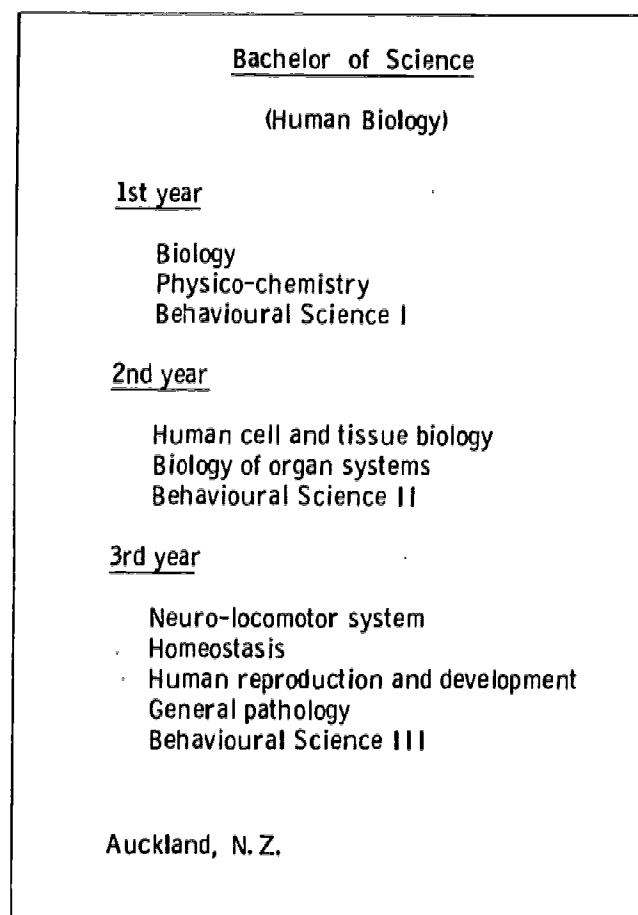 Bachelor of Science
(Human Biology)
1st year
Biology
Physico-chemistry
Behavioural Science I
2nd year
Human cell and tissue biology
Biology of organ systems
Behavioural Science II
3rd year
Neuro-locomotor system
Homeostasis
Human reproduction and development
General pathology
Behavioural Science III
Auckland, N.Z.